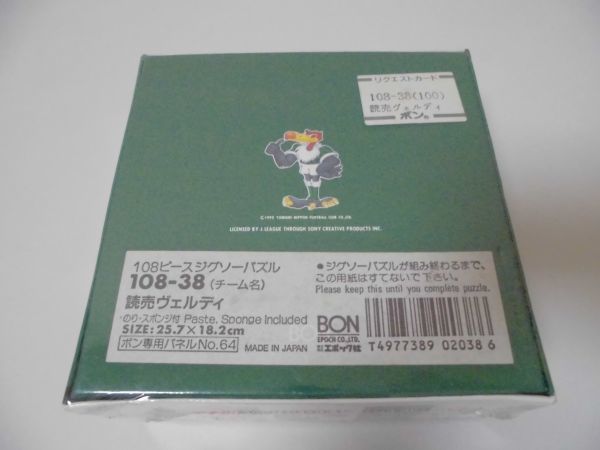 リクエストカード
108-38(100)
読売ヴェルディ
ボン
LICENSED BY J.LEAGUE THROUGH SONY CREATIVE PRODUCTS INC.
108ピースジグソーパズル
108-38(チーム名)
読売ヴェルディ
のり・スポンジ付 Paste, Sponge Included
SIZE:25.7×18.2cm
ボン専用パネルNo.64
MADE IN JAPAN
BON
EPOCH CO.,LTD.
エポック社
●ジグソーパズルが組み終わるまで、
この用紙はすてないで下さい。
Please keep this until you complete puzzle.
T4977389 020386